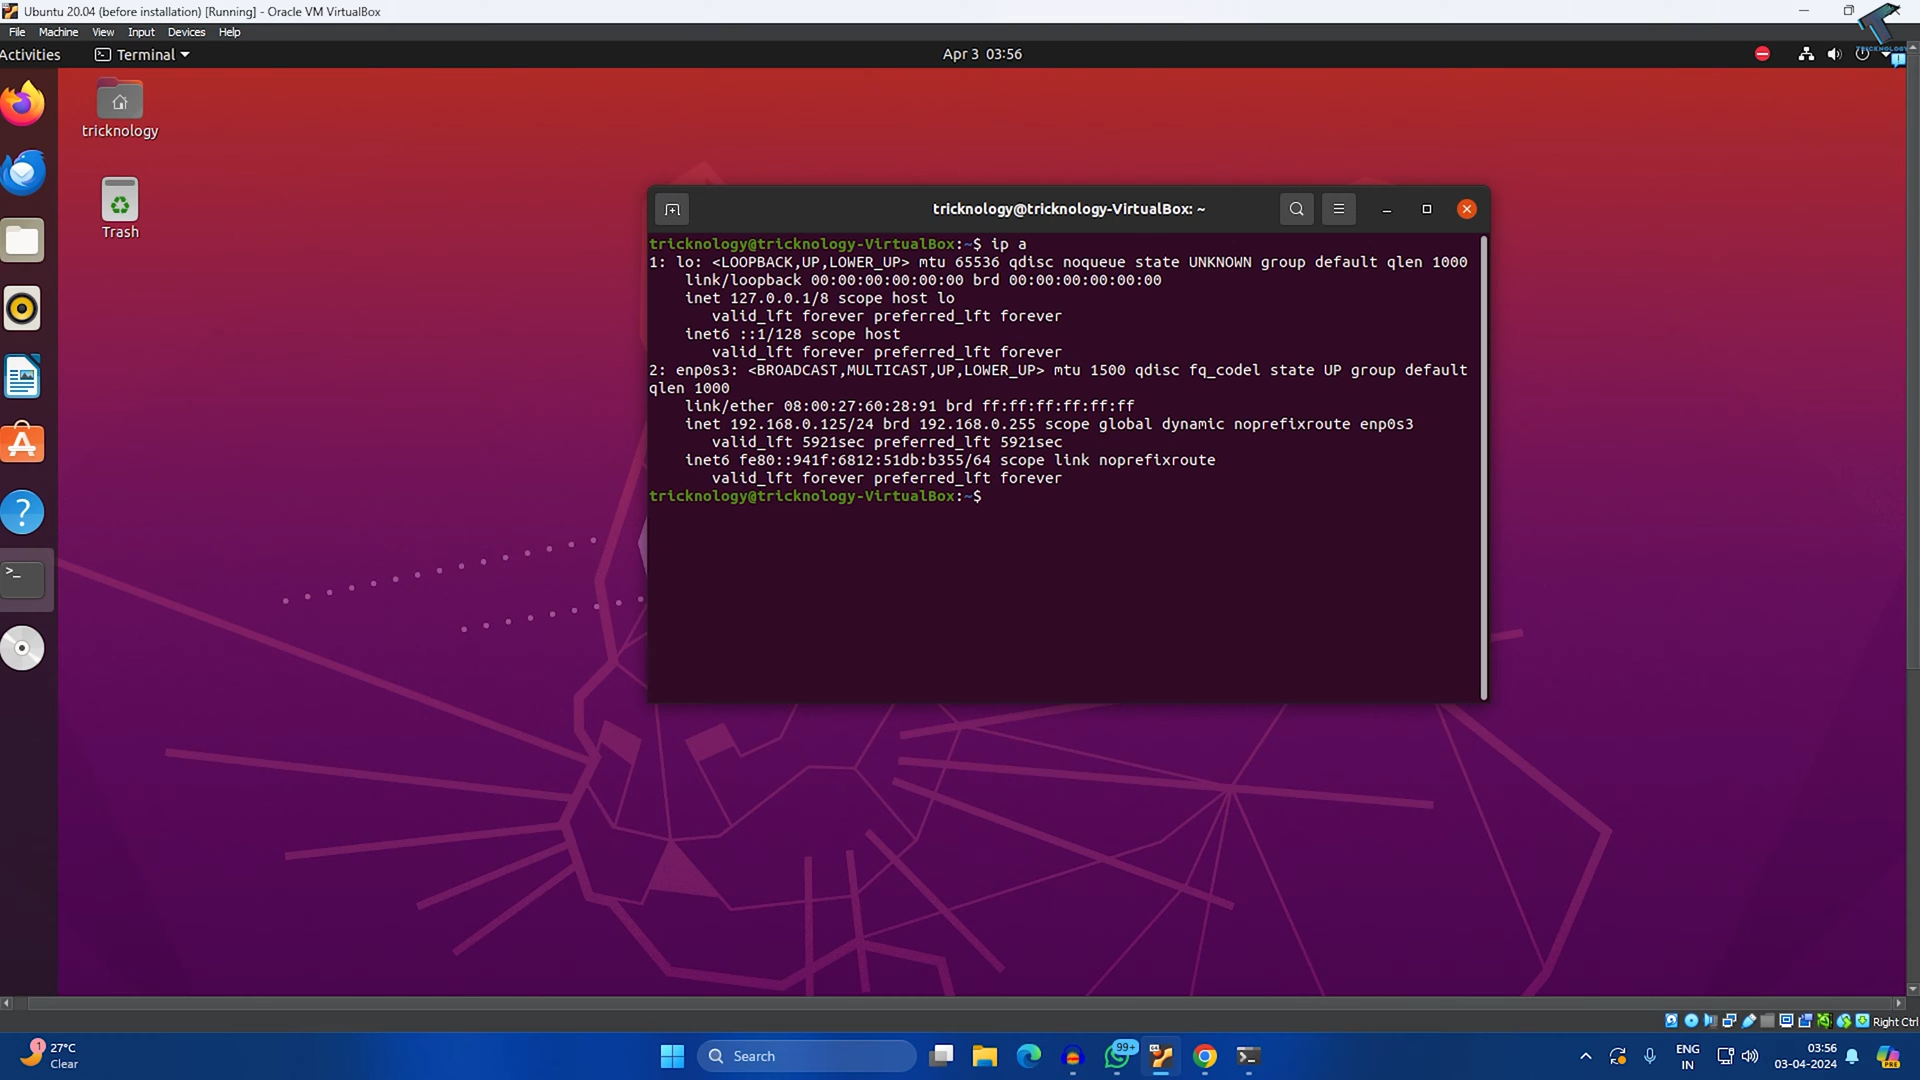 Ubuntu 20.04 (before installation) [Running] - Oracle VM VirtualBox
File Machine View Input Devices Help
TRICKNOLOGY
Activities Terminal Apr 3 03:56
tricknology
Trash
tricknology@tricknology-VirtualBox: ~
tricknology@tricknology-VirtualBox:~$ ip a
1: lo: <LOOPBACK,UP,LOWER_UP> mtu 65536 qdisc noqueue state UNKNOWN group default qlen 1000
link/loopback 00:00:00:00:00:00 brd 00:00:00:00:00:00
inet 127.0.0.1/8 scope host lo
valid_lft forever preferred_lft forever
inet6 ::1/128 scope host
valid_lft forever preferred_lft forever
2: enp0s3: <BROADCAST,MULTICAST,UP,LOWER_UP> mtu 1500 qdisc fq_codel state UP group default
qlen 1000
link/ether 08:00:27:60:28:91 brd ff:ff:ff:ff:ff:ff
inet 192.168.0.125/24 brd 192.168.0.255 scope global dynamic noprefixroute enp0s3
valid_lft 5921sec preferred_lft 5921sec
inet6 fe80::941f:6812:51db:b355/64 scope link noprefixroute
valid_lft forever preferred_lft forever
tricknology@tricknology-VirtualBox:~$
Right Ctrl
1
27°C
Clear
Search
99+
ENG
IN
03:56
03-04-2024
PRE